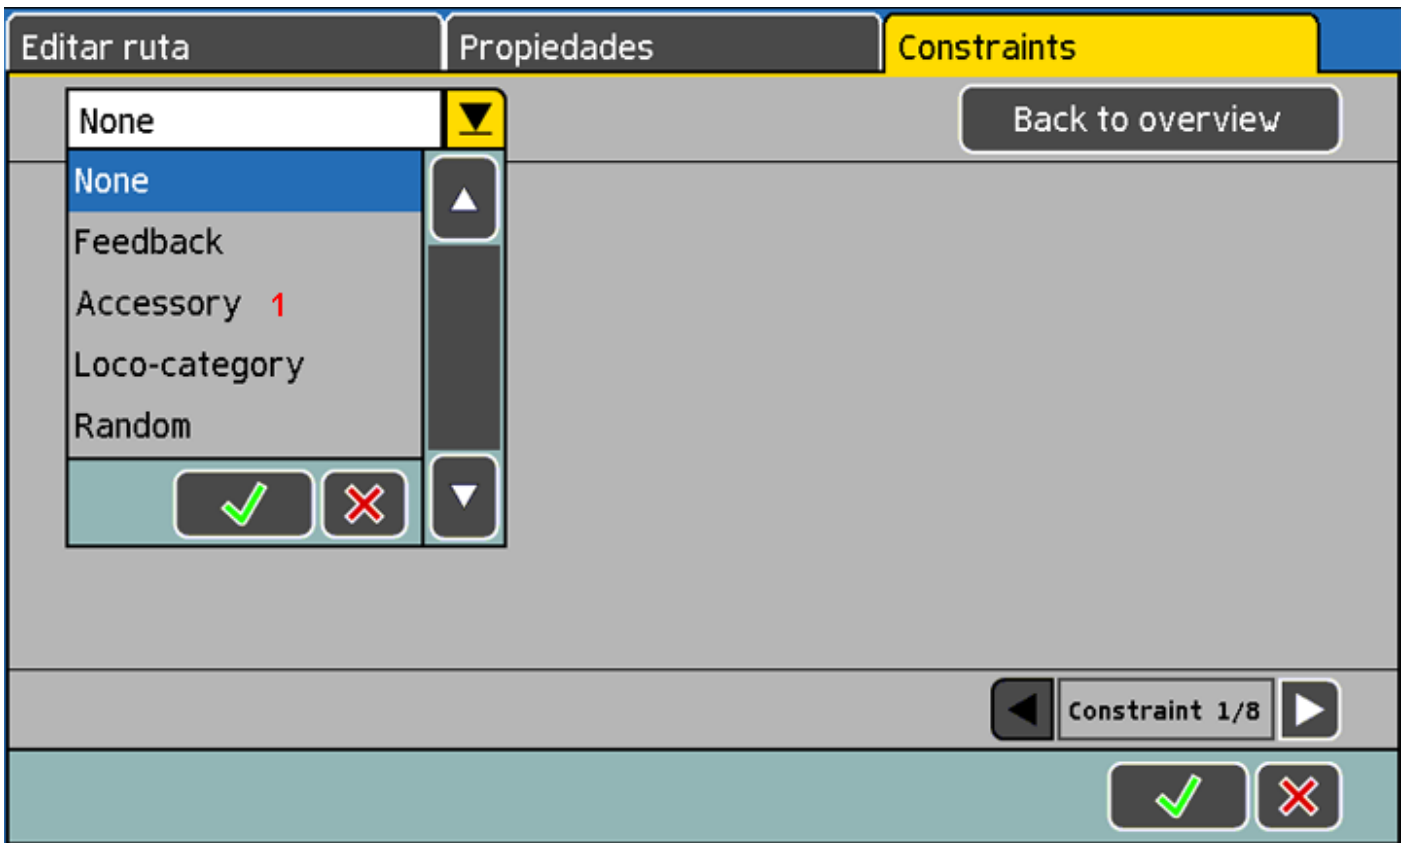 Editar ruta Propiedades Constraints
None Back to overview
None
Feedback
Accessory 1
Loco-category
Random
Constraint 1/8